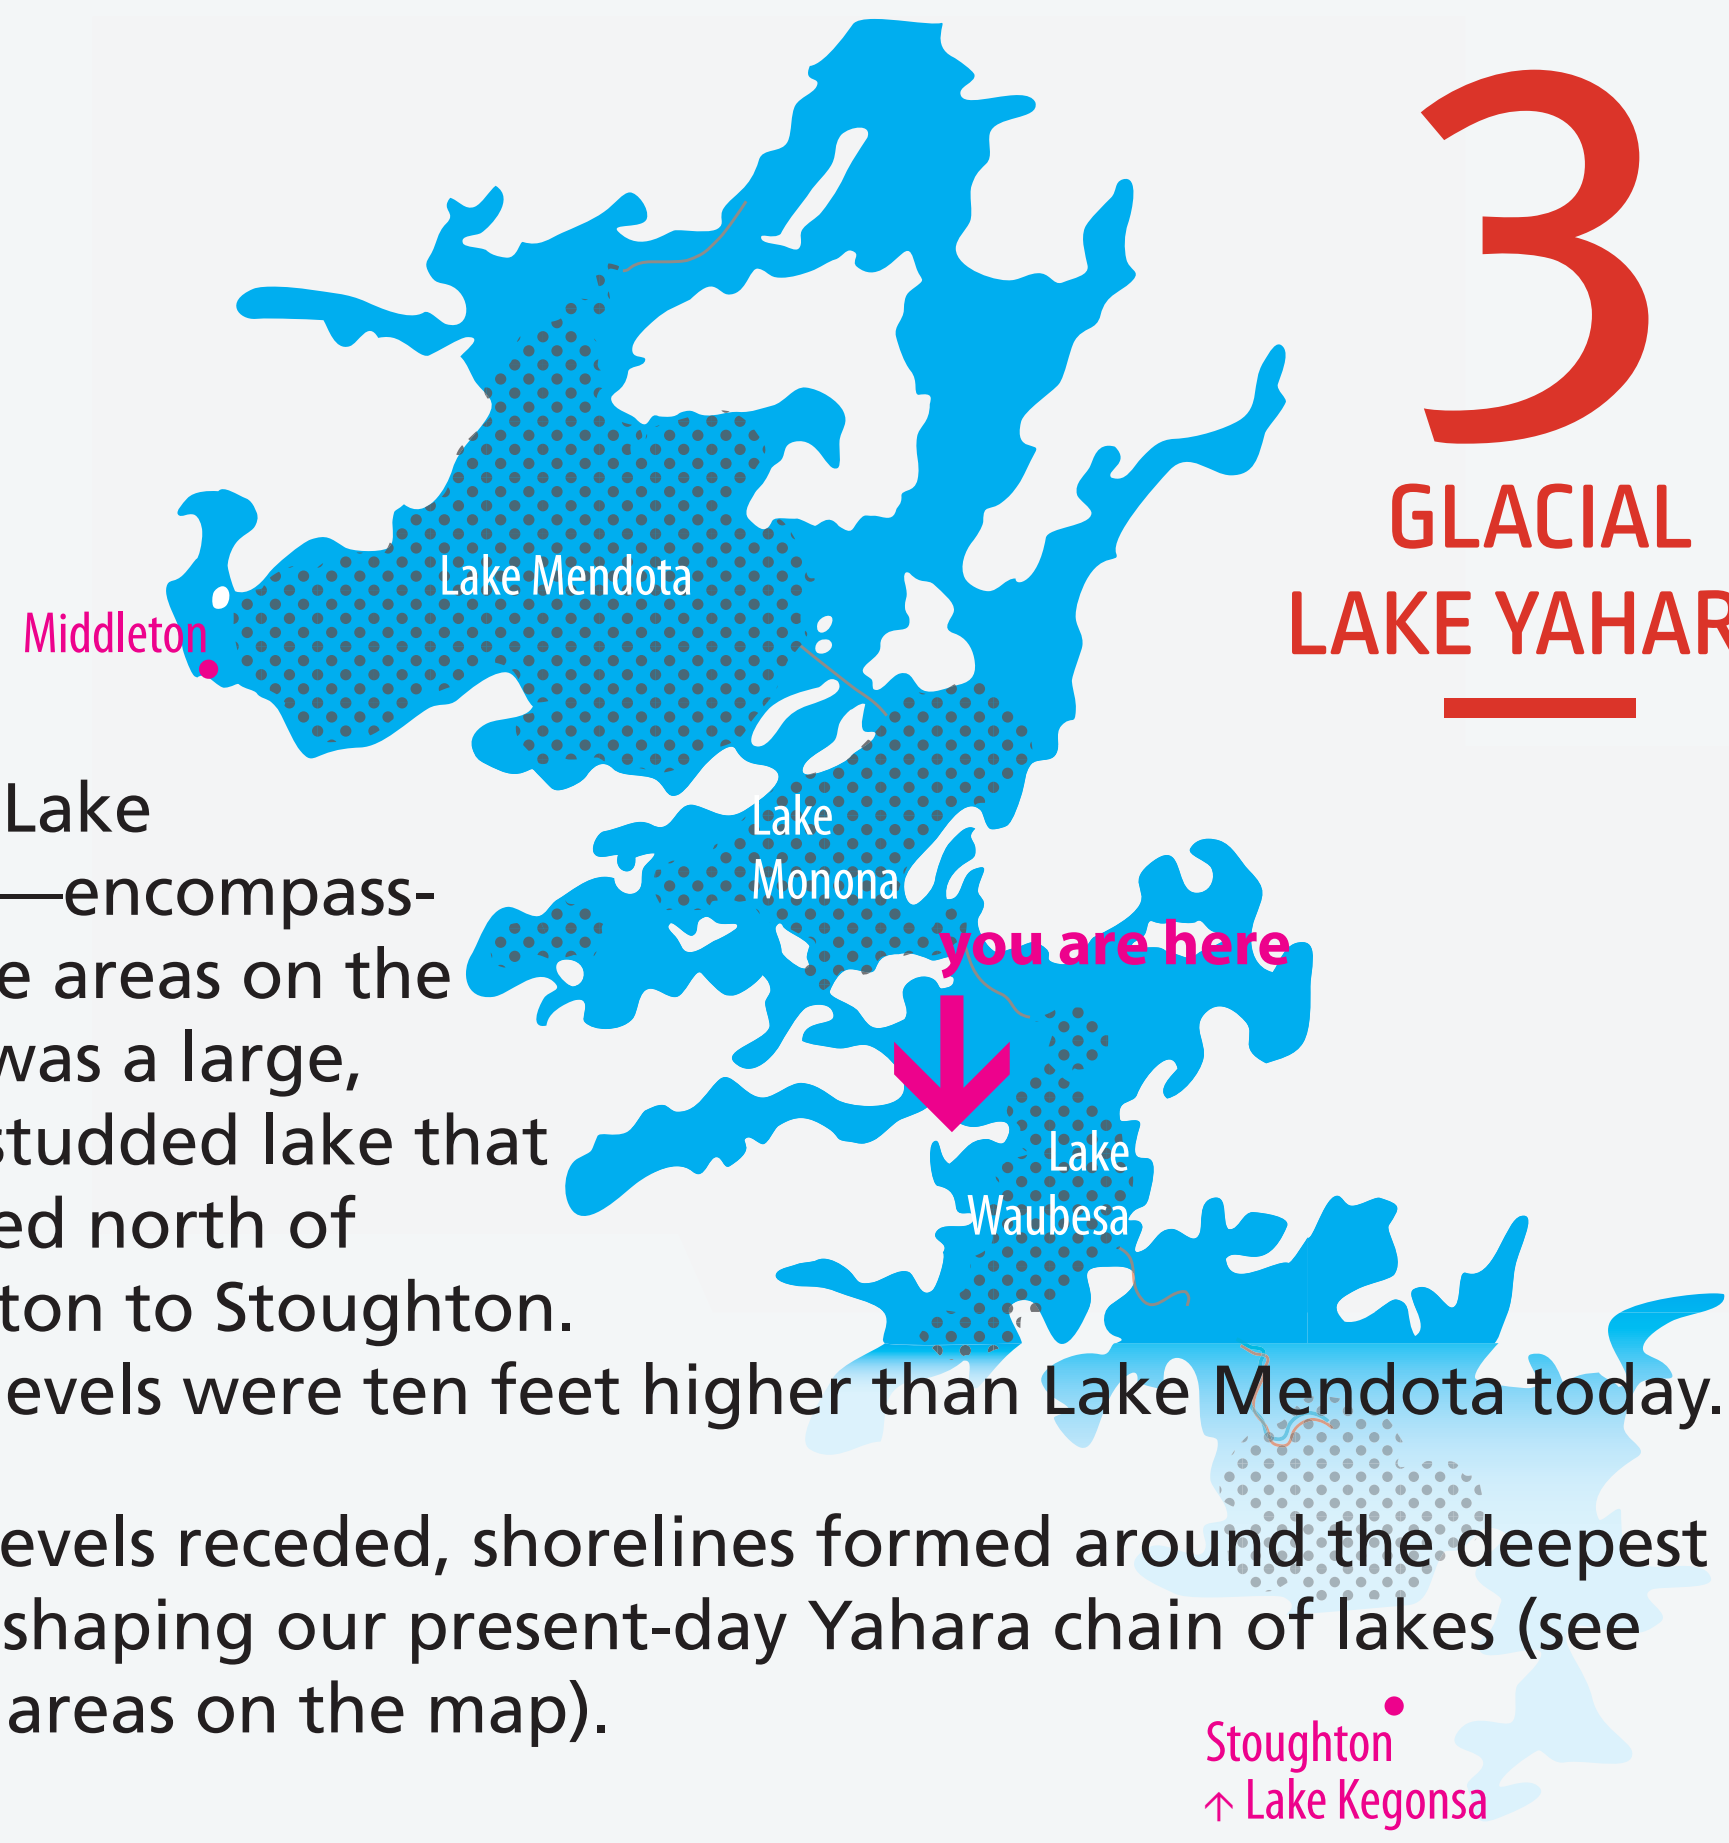 3
GLACIAL
LAKE YAHAR
Lake Mendota
Middleton
Lake
Monona
you are here
Lake
Waubesa
Lake
—encompass-
e areas on the
was a large,
studded lake that
ed north of
ton to Stoughton.
evels were ten feet higher than Lake Mendota today.
evels receded, shorelines formed around the deepest
shaping our present-day Yahara chain of lakes (see
areas on the map).
Stoughton
↑ Lake Kegonsa